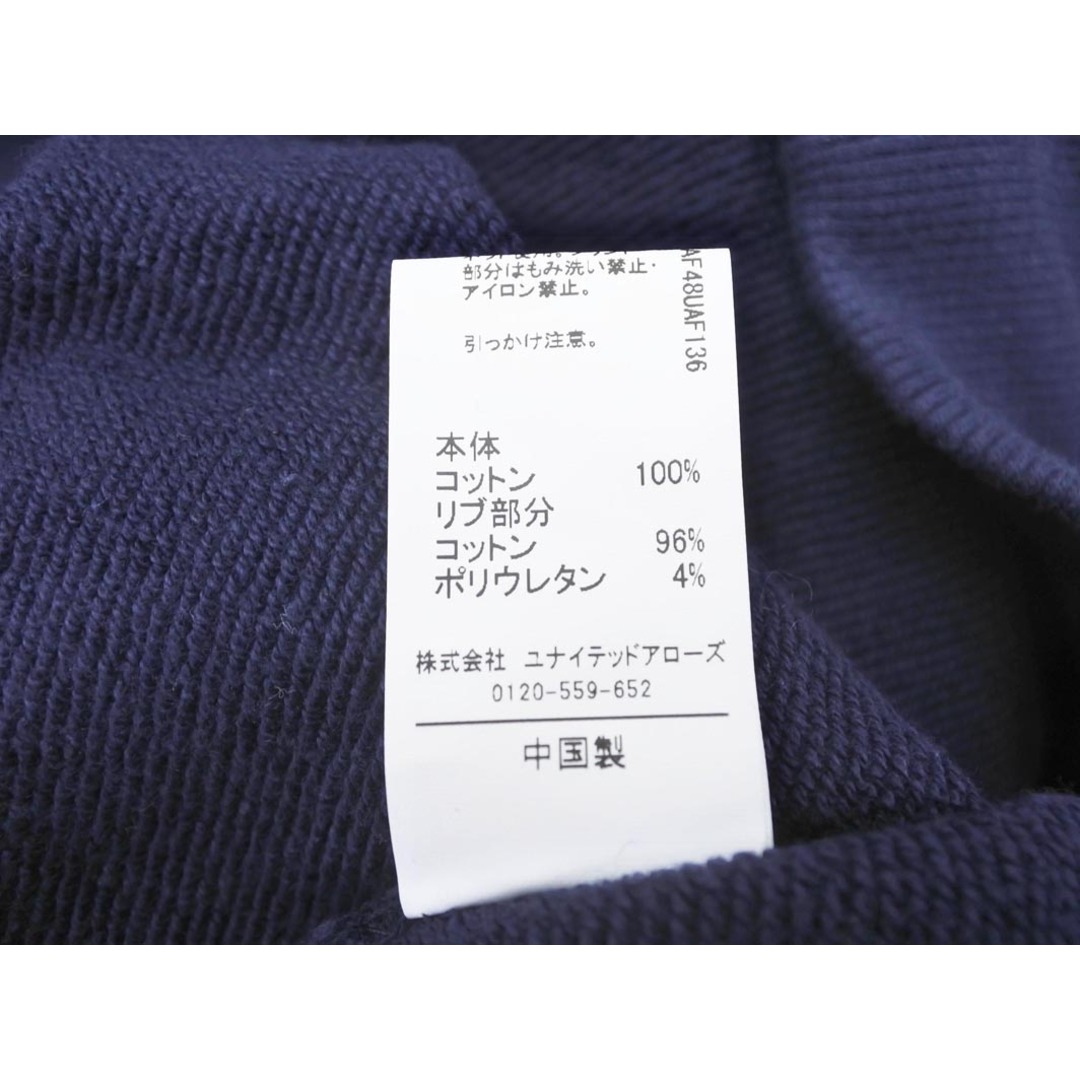 部分はもみ洗い禁止・
アイロン禁止。
引っかけ注意。
AF48UAF136
本体
コットン 100%
リブ部分
コットン 96%
ポリウレタン 4%
株式会社 ユナイテッドアローズ
0120-559-652
中国製